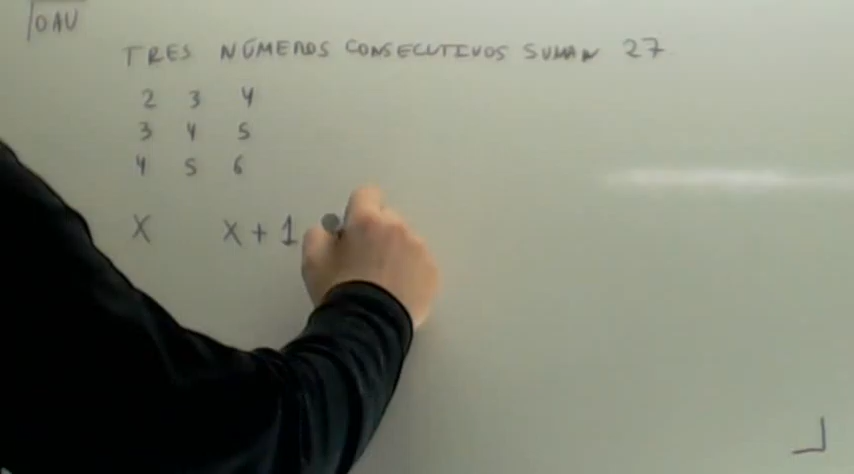 OAU
TRES NÚMEROS CONSECUTIVOS SUMAN 27
2 3 4
3 4 5
4 5 6
X X + 1